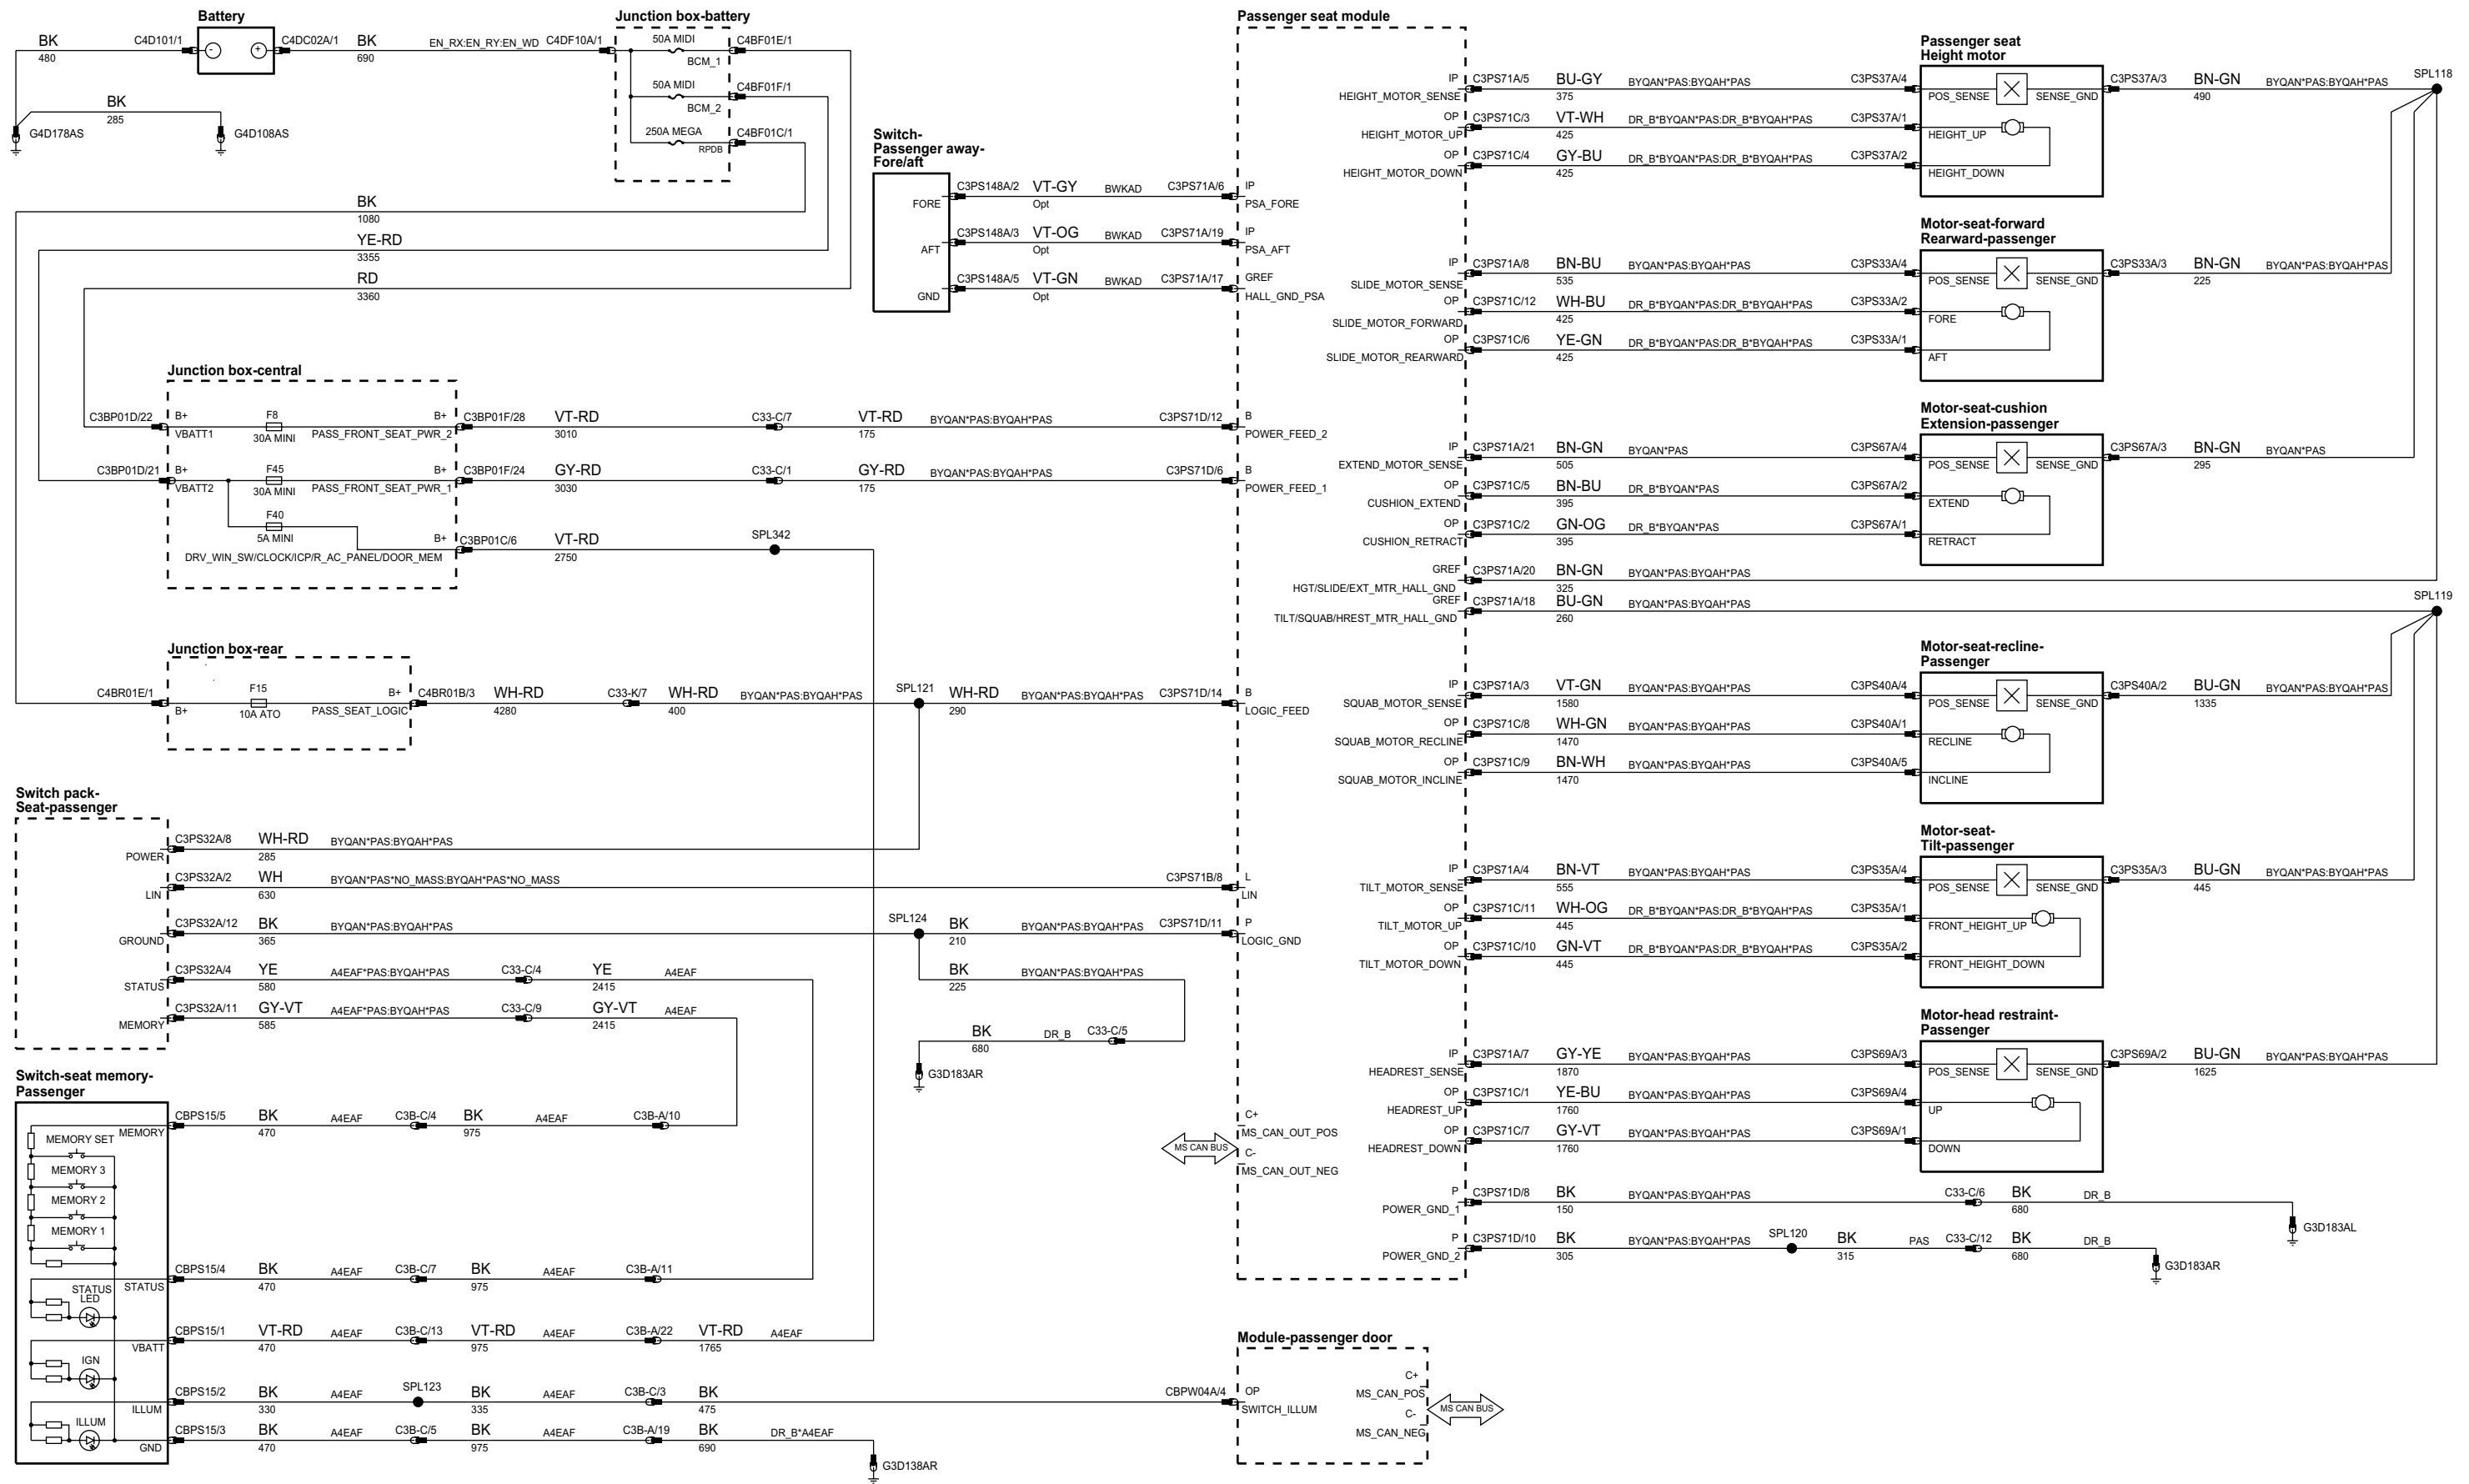 Battery
BK
480
C4D101/1
-
+
C4DC02A/1
BK
690
EN_RX:EN_RY:EN_WD
C4DF10A/1
BK
285
G4D178AS
G4D108AS
Junction box-battery
50A MIDI
BCM_1
C4BF01E/1
50A MIDI
BCM_2
C4BF01F/1
250A MEGA
RPDB
C4BF01C/1
BK
1080
YE-RD
3355
RD
3360
Switch-
Passenger away-
Fore/aft
FORE
C3PS148A/2
VT-GY
Opt
BWKAD
C3PS71A/6
IP
PSA_FORE
AFT
C3PS148A/3
VT-OG
Opt
BWKAD
C3PS71A/19
IP
PSA_AFT
GND
C3PS148A/5
VT-GN
Opt
BWKAD
C3PS71A/17
GREF
HALL_GND_PSA
Junction box-central
C3BP01D/22
B+
VBATT1
F8
30A MINI
B+
PASS_FRONT_SEAT_PWR_2
C3BP01F/28
VT-RD
3010
C33-C/7
VT-RD
175
BYQAN*PAS:BYQAH*PAS
C3PS71D/12
B
POWER_FEED_2
C3BP01D/21
B+
VBATT2
F45
30A MINI
B+
PASS_FRONT_SEAT_PWR_1
C3BP01F/24
GY-RD
3030
C33-C/1
GY-RD
175
BYQAN*PAS:BYQAH*PAS
C3PS71D/6
B
POWER_FEED_1
F40
5A MINI
B+
DRV_WIN_SW/CLOCK/ICP/R_AC_PANEL/DOOR_MEM
C3BP01C/6
VT-RD
2750
SPL342
Junction box-rear
C4BR01E/1
B+
F15
10A ATO
B+
PASS_SEAT_LOGIC
C4BR01B/3
WH-RD
4280
C33-K/7
WH-RD
400
BYQAN*PAS:BYQAH*PAS
SPL121
WH-RD
290
BYQAN*PAS:BYQAH*PAS
C3PS71D/14
B
LOGIC_FEED
Switch pack-
Seat-passenger
POWER
C3PS32A/8
WH-RD
285
BYQAN*PAS:BYQAH*PAS
LIN
C3PS32A/2
WH
630
BYQAN*PAS*NO_MASS:BYQAH*PAS*NO_MASS
C3PS71B/8
L
LIN
GROUND
C3PS32A/12
BK
365
BYQAN*PAS:BYQAH*PAS
SPL124
BK
210
BYQAN*PAS:BYQAH*PAS
C3PS71D/11
P
LOGIC_GND
BK
225
BYQAN*PAS:BYQAH*PAS
BK
680
DR_B
C33-C/5
G3D183AR
STATUS
C3PS32A/4
YE
580
A4EAF*PAS:BYQAH*PAS
C33-C/4
YE
2415
A4EAF
MEMORY
C3PS32A/11
GY-VT
585
A4EAF*PAS:BYQAH*PAS
C33-C/9
GY-VT
2415
A4EAF
Switch-seat memory-
Passenger
MEMORY SET
MEMORY 3
MEMORY 2
MEMORY 1
STATUS
LED
IGN
ILLUM
MEMORY
CBPS15/5
BK
470
A4EAF
C3B-C/4
BK
975
A4EAF
C3B-A/10
STATUS
CBPS15/4
BK
470
A4EAF
C3B-C/7
BK
975
A4EAF
C3B-A/11
VBATT
CBPS15/1
VT-RD
470
A4EAF
C3B-C/13
VT-RD
975
A4EAF
C3B-A/22
VT-RD
1765
A4EAF
ILLUM
CBPS15/2
BK
330
A4EAF
SPL123
BK
335
A4EAF
C3B-C/3
BK
475
CBPW04A/4
OP
SWITCH_ILLUM
GND
CBPS15/3
BK
470
A4EAF
C3B-C/5
BK
975
A4EAF
C3B-A/19
BK
690
DR_B*A4EAF
G3D138AR
Passenger seat module
C+
MS_CAN_OUT_POS
MS CAN BUS
C-
MS_CAN_OUT_NEG
Module-passenger door
C+
MS_CAN_POS
C-
MS_CAN_NEG
MS CAN BUS
Passenger seat
Height motor
IP
HEIGHT_MOTOR_SENSE
C3PS71A/5
BU-GY
375
BYQAN*PAS:BYQAH*PAS
C3PS37A/4
POS_SENSE
SENSE_GND
C3PS37A/3
BN-GN
490
BYQAN*PAS:BYQAH*PAS
SPL118
OP
HEIGHT_MOTOR_UP
C3PS71C/3
VT-WH
425
DR_B*BYQAN*PAS:DR_B*BYQAH*PAS
C3PS37A/1
HEIGHT_UP
OP
HEIGHT_MOTOR_DOWN
C3PS71C/4
GY-BU
425
DR_B*BYQAN*PAS:DR_B*BYQAH*PAS
C3PS37A/2
HEIGHT_DOWN
Motor-seat-forward
Rearward-passenger
IP
SLIDE_MOTOR_SENSE
C3PS71A/8
BN-BU
535
BYQAN*PAS:BYQAH*PAS
C3PS33A/4
POS_SENSE
SENSE_GND
C3PS33A/3
BN-GN
225
BYQAN*PAS:BYQAH*PAS
OP
SLIDE_MOTOR_FORWARD
C3PS71C/12
WH-BU
425
DR_B*BYQAN*PAS:DR_B*BYQAH*PAS
C3PS33A/2
FORE
OP
SLIDE_MOTOR_REARWARD
C3PS71C/6
YE-GN
425
DR_B*BYQAN*PAS:DR_B*BYQAH*PAS
C3PS33A/1
AFT
Motor-seat-cushion
Extension-passenger
IP
EXTEND_MOTOR_SENSE
C3PS71A/21
BN-GN
505
BYQAN*PAS
C3PS67A/4
POS_SENSE
SENSE_GND
C3PS67A/3
BN-GN
295
BYQAN*PAS
OP
CUSHION_EXTEND
C3PS71C/5
BN-BU
395
DR_B*BYQAN*PAS
C3PS67A/2
EXTEND
OP
CUSHION_RETRACT
C3PS71C/2
GN-OG
395
DR_B*BYQAN*PAS
C3PS67A/1
RETRACT
GREF
HGT/SLIDE/EXT_MTR_HALL_GND
C3PS71A/20
BN-GN
325
BYQAN*PAS:BYQAH*PAS
GREF
TILT/SQUAB/HREST_MTR_HALL_GND
C3PS71A/18
BU-GN
260
BYQAN*PAS:BYQAH*PAS
SPL119
Motor-seat-recline-
Passenger
IP
SQUAB_MOTOR_SENSE
C3PS71A/3
VT-GN
1580
BYQAN*PAS:BYQAH*PAS
C3PS40A/4
POS_SENSE
SENSE_GND
C3PS40A/2
BU-GN
1335
BYQAN*PAS:BYQAH*PAS
OP
SQUAB_MOTOR_RECLINE
C3PS71C/8
WH-GN
1470
BYQAN*PAS:BYQAH*PAS
C3PS40A/1
RECLINE
OP
SQUAB_MOTOR_INCLINE
C3PS71C/9
BN-WH
1470
BYQAN*PAS:BYQAH*PAS
C3PS40A/5
INCLINE
Motor-seat-
Tilt-passenger
IP
TILT_MOTOR_SENSE
C3PS71A/4
BN-VT
555
BYQAN*PAS:BYQAH*PAS
C3PS35A/4
POS_SENSE
SENSE_GND
C3PS35A/3
BU-GN
445
BYQAN*PAS:BYQAH*PAS
OP
TILT_MOTOR_UP
C3PS71C/11
WH-OG
445
DR_B*BYQAN*PAS:DR_B*BYQAH*PAS
C3PS35A/1
FRONT_HEIGHT_UP
OP
TILT_MOTOR_DOWN
C3PS71C/10
GN-VT
445
DR_B*BYQAN*PAS:DR_B*BYQAH*PAS
C3PS35A/2
FRONT_HEIGHT_DOWN
Motor-head restraint-
Passenger
IP
HEADREST_SENSE
C3PS71A/7
GY-YE
1870
BYQAN*PAS:BYQAH*PAS
C3PS69A/3
POS_SENSE
SENSE_GND
C3PS69A/2
BU-GN
1625
BYQAN*PAS:BYQAH*PAS
OP
HEADREST_UP
C3PS71C/1
YE-BU
1760
BYQAN*PAS:BYQAH*PAS
C3PS69A/4
UP
OP
HEADREST_DOWN
C3PS71C/7
GY-VT
1760
BYQAN*PAS:BYQAH*PAS
C3PS69A/1
DOWN
P
POWER_GND_1
C3PS71D/8
BK
150
BYQAN*PAS:BYQAH*PAS
C33-C/6
BK
680
DR_B
G3D183AL
P
POWER_GND_2
C3PS71D/10
BK
305
BYQAN*PAS:BYQAH*PAS
SPL120
BK
315
PAS
C33-C/12
BK
680
DR_B
G3D183AR